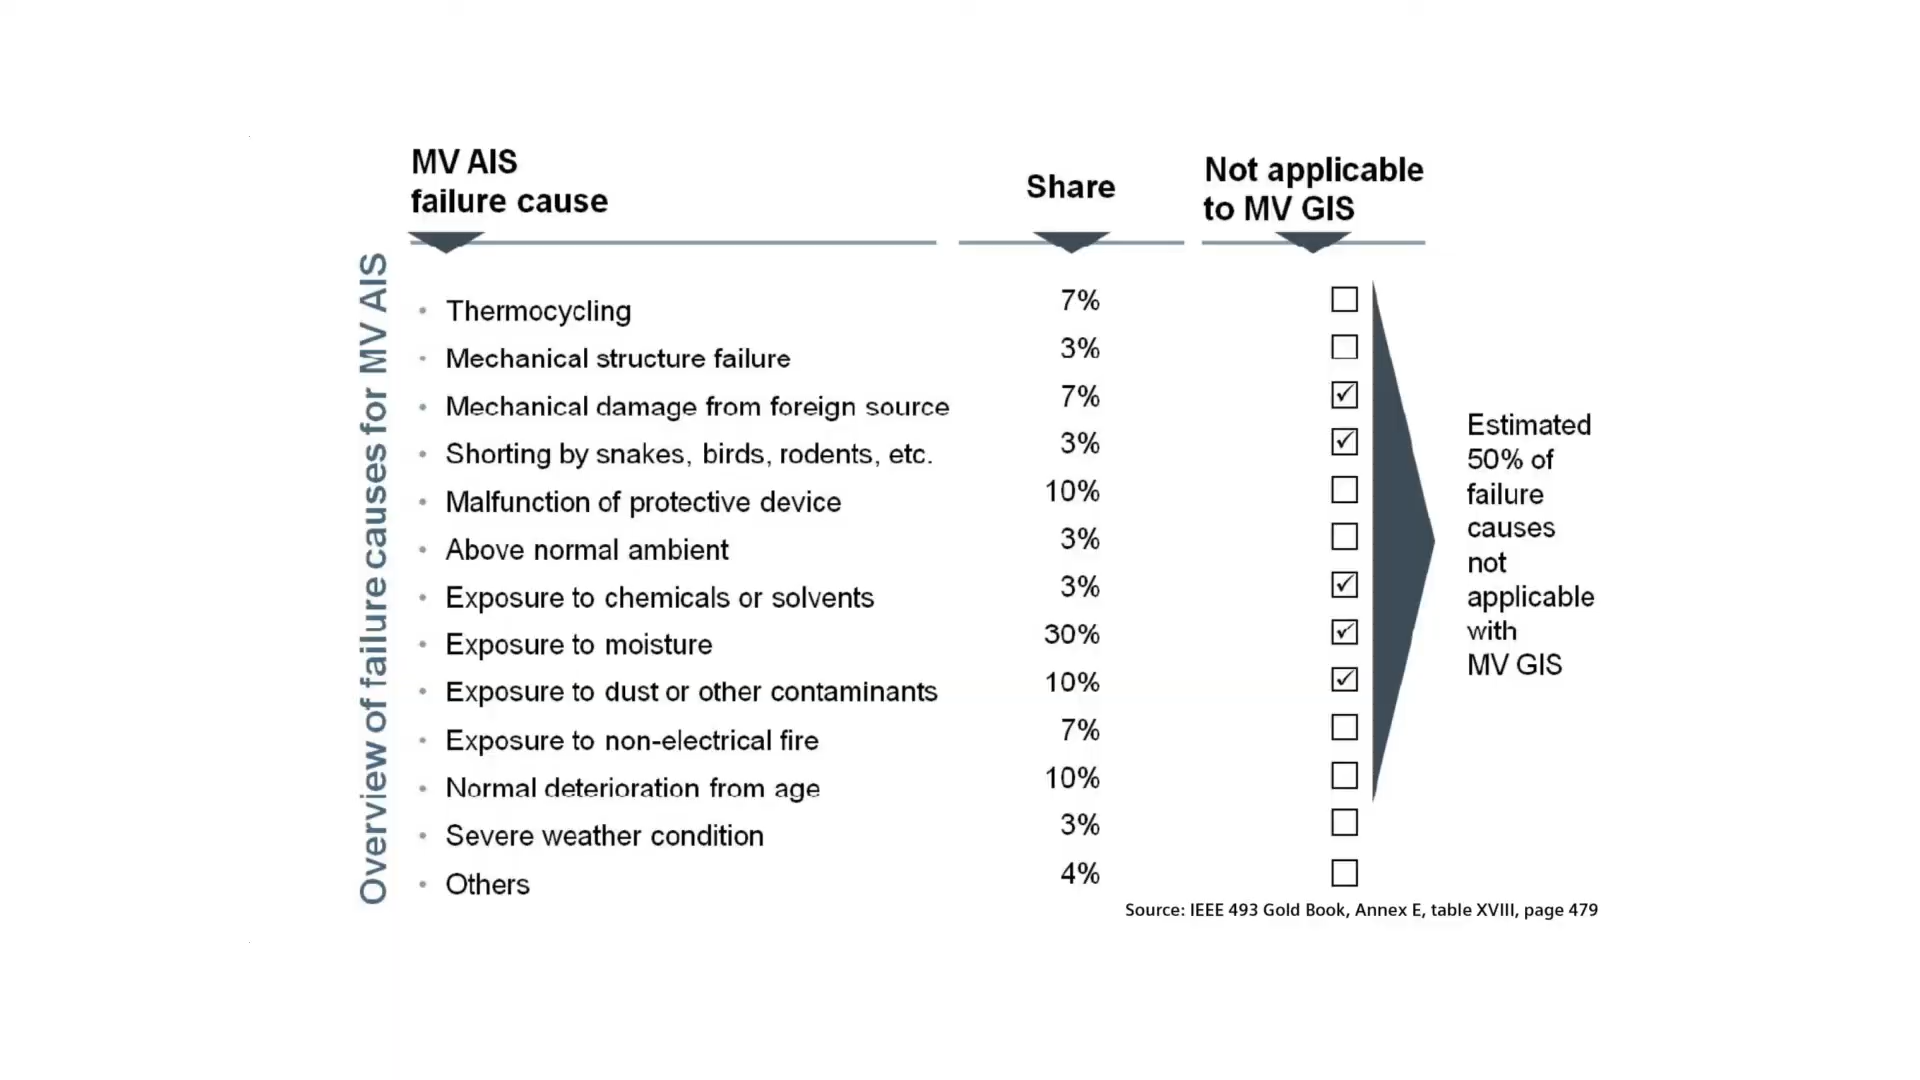 MV AIS
failure cause
Share
Not applicable
to MV GIS
Overview of failure causes for MV AIS
• Thermocycling 7% ☐
• Mechanical structure failure 3% ☐
• Mechanical damage from foreign source 7% ☑
• Shorting by snakes, birds, rodents, etc. 3% ☑
• Malfunction of protective device 10% ☐
• Above normal ambient 3% ☐
• Exposure to chemicals or solvents 3% ☑
• Exposure to moisture 30% ☑
• Exposure to dust or other contaminants 10% ☑
• Exposure to non-electrical fire 7% ☐
• Normal deterioration from age 10% ☐
• Severe weather condition 3% ☐
• Others 4% ☐
Estimated
50% of
failure
causes
not
applicable
with
MV GIS
Source: IEEE 493 Gold Book, Annex E, table XVIII, page 479